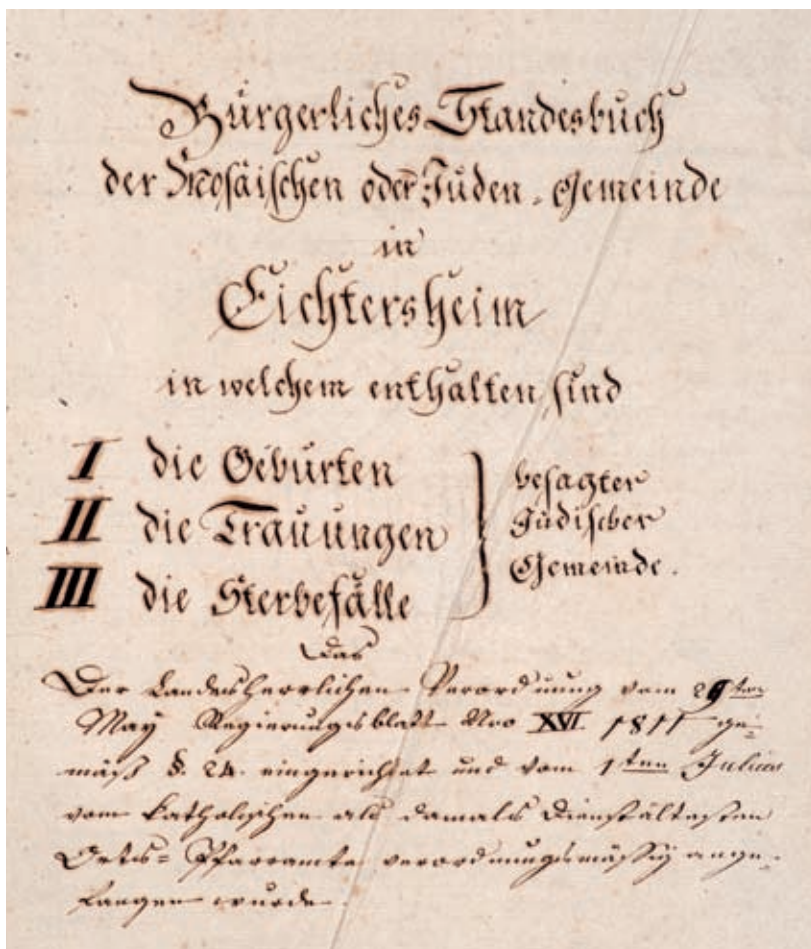 Bürgerliches Standesbuch
der Mosäischen oder Juden-Gemeinde
in
Eichtersheim
in welchem enthalten sind
I die Geburten
II die Trauungen
III die Sterbefälle
besagter
Judischer
Gemeinde.
Das
Der Landesherrlichen Verordnung vom 29ten
May Regierungsblatt Nro XVI. 1811 ge-
mäß §. 24. eingerichtet und vom 1ten Julius
vom katholischen als damals dienstältesten
Orts= Pfarramte verordnungsmässig ange-
fangen wurde.